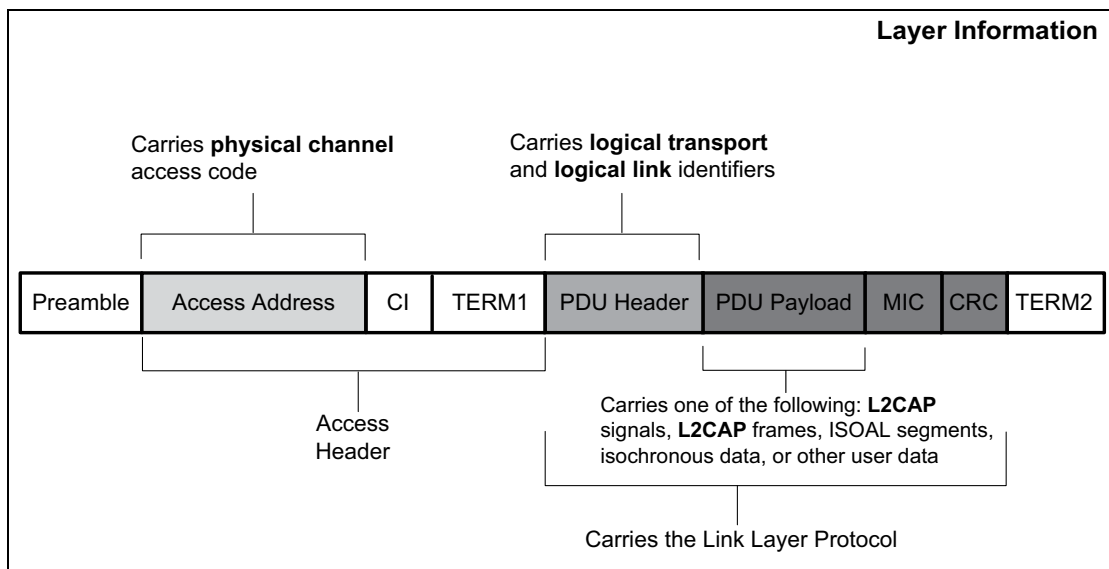 Layer Information
Carries physical channel
access code
Carries logical transport
and logical link identifiers
Preamble
Access Address
CI
TERM1
PDU Header
PDU Payload
MIC
CRC
TERM2
Access
Header
Carries one of the following: L2CAP
signals, L2CAP frames, ISOAL segments,
isochronous data, or other user data
Carries the Link Layer Protocol